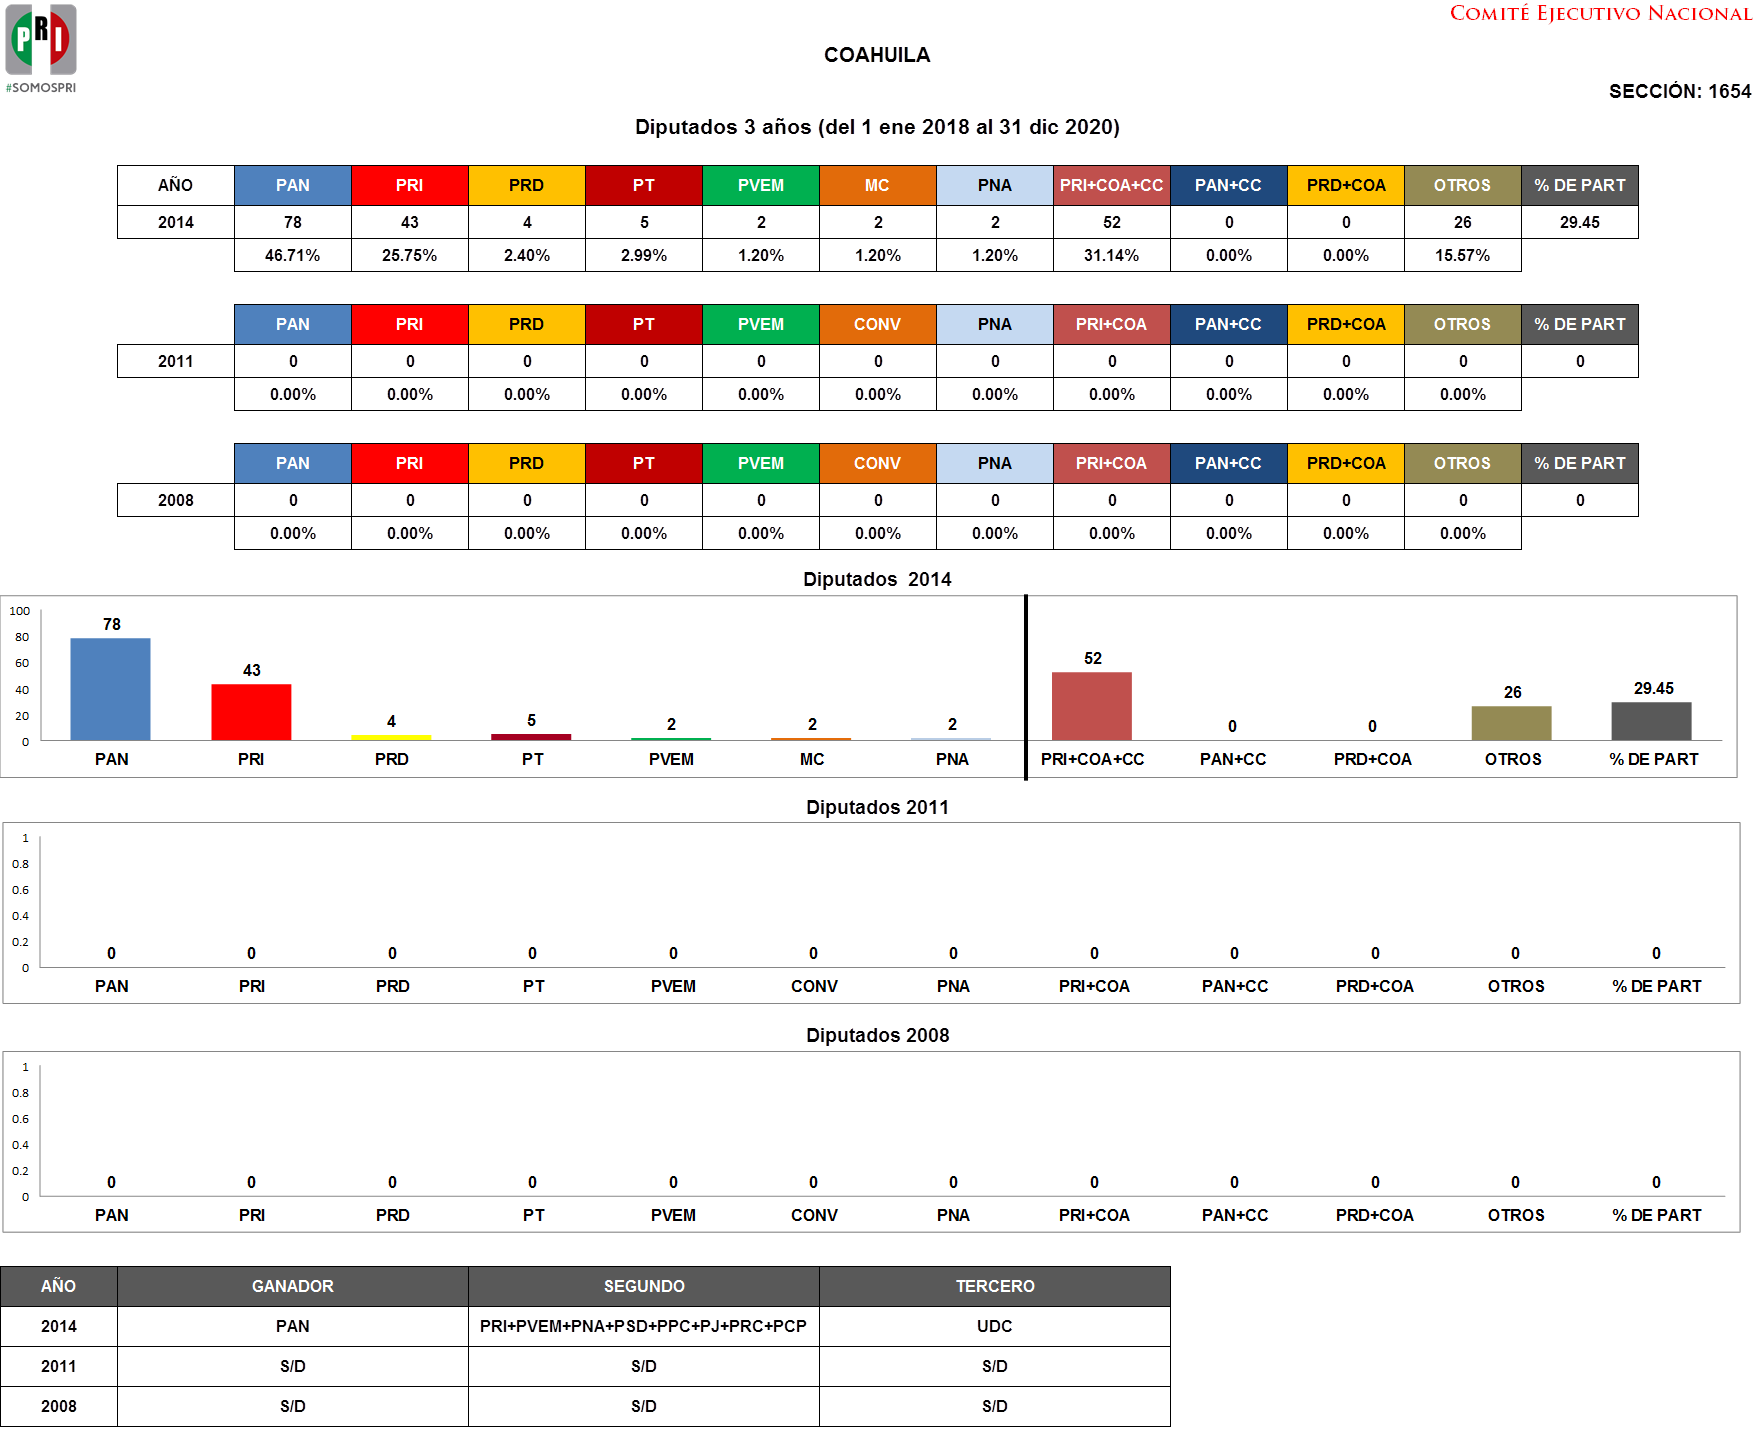 PRI
#SOMOSPRI
COMITÉ EJECUTIVO NACIONAL
COAHUILA
SECCIÓN: 1654
Diputados 3 años (del 1 ene 2018 al 31 dic 2020)
AÑO PAN PRI PRD PT PVEM MC PNA PRI+COA+CC PAN+CC PRD+COA OTROS % DE PART
2014 78 43 4 5 2 2 2 52 0 0 26 29.45
46.71% 25.75% 2.40% 2.99% 1.20% 1.20% 1.20% 31.14% 0.00% 0.00% 15.57%
PAN PRI PRD PT PVEM CONV PNA PRI+COA PAN+CC PRD+COA OTROS % DE PART
2011 0 0 0 0 0 0 0 0 0 0 0 0
0.00% 0.00% 0.00% 0.00% 0.00% 0.00% 0.00% 0.00% 0.00% 0.00% 0.00%
PAN PRI PRD PT PVEM CONV PNA PRI+COA PAN+CC PRD+COA OTROS % DE PART
2008 0 0 0 0 0 0 0 0 0 0 0 0
0.00% 0.00% 0.00% 0.00% 0.00% 0.00% 0.00% 0.00% 0.00% 0.00% 0.00%
Diputados 2014
100
80
60
40
20
0
78 43 4 5 2 2 2 52 0 0 26 29.45
PAN PRI PRD PT PVEM MC PNA PRI+COA+CC PAN+CC PRD+COA OTROS % DE PART
Diputados 2011
1
0.8
0.6
0.4
0.2
0
0 0 0 0 0 0 0 0 0 0 0 0
PAN PRI PRD PT PVEM CONV PNA PRI+COA PAN+CC PRD+COA OTROS % DE PART
Diputados 2008
1
0.8
0.6
0.4
0.2
0
0 0 0 0 0 0 0 0 0 0 0 0
PAN PRI PRD PT PVEM CONV PNA PRI+COA PAN+CC PRD+COA OTROS % DE PART
AÑO GANADOR SEGUNDO TERCERO
2014 PAN PRI+PVEM+PNA+PSD+PPC+PJ+PRC+PCP UDC
2011 S/D S/D S/D
2008 S/D S/D S/D